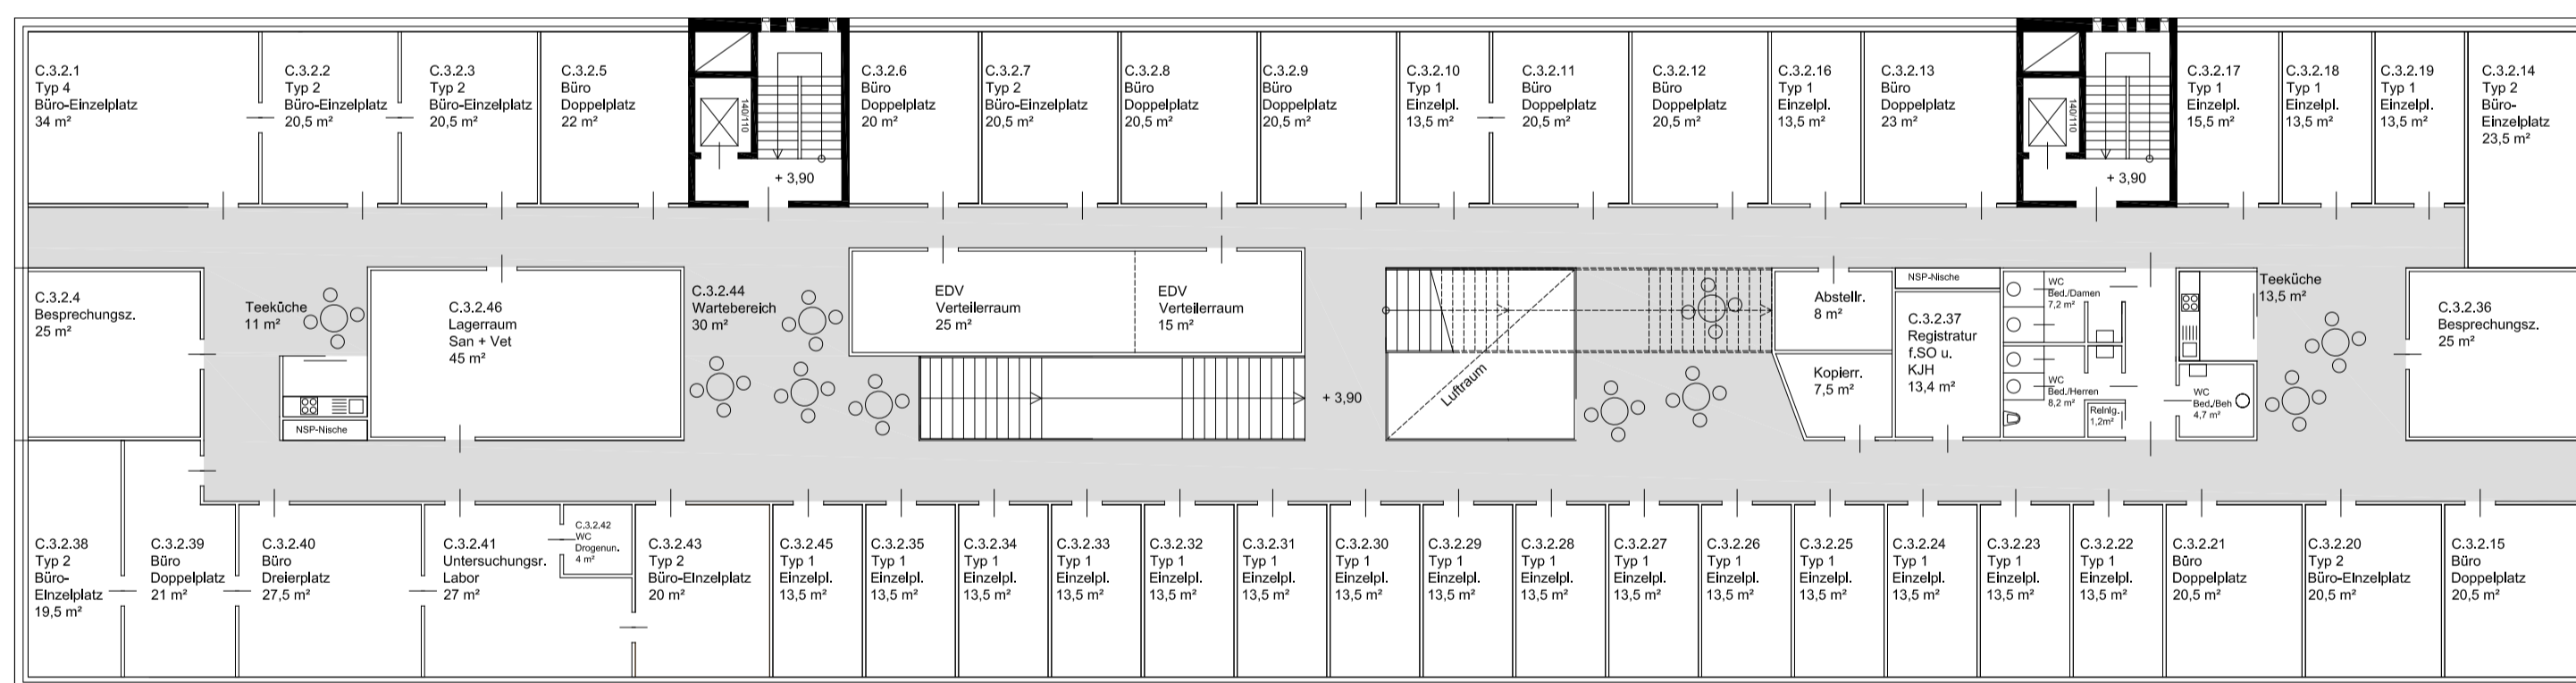 C.3.2.1
Typ 4
Büro-Einzelplatz
34 m²
C.3.2.2
Typ 2
Büro-Einzelplatz
20,5 m²
C.3.2.3
Typ 2
Büro-Einzelplatz
20,5 m²
C.3.2.5
Büro
Doppelplatz
22 m²
140/110
+ 3,90
C.3.2.6
Büro
Doppelplatz
20 m²
C.3.2.7
Typ 2
Büro-Einzelplatz
20,5 m²
C.3.2.8
Büro
Doppelplatz
20,5 m²
C.3.2.9
Büro
Doppelplatz
20,5 m²
C.3.2.10
Typ 1
Einzelpl.
13,5 m²
C.3.2.11
Büro
Doppelplatz
20,5 m²
C.3.2.12
Büro
Doppelplatz
20,5 m²
C.3.2.16
Typ 1
Einzelpl.
13,5 m²
C.3.2.13
Büro
Doppelplatz
23 m²
140/110
+ 3,90
C.3.2.17
Typ 1
Einzelpl.
15,5 m²
C.3.2.18
Typ 1
Einzelpl.
13,5 m²
C.3.2.19
Typ 1
Einzelpl.
13,5 m²
C.3.2.14
Typ 2
Büro-
Einzelplatz
23,5 m²
C.3.2.4
Besprechungsz.
25 m²
Teeküche
11 m²
NSP-Nische
C.3.2.46
Lagerraum
San + Vet
45 m²
C.3.2.44
Wartebereich
30 m²
EDV
Verteilerraum
25 m²
EDV
Verteilerraum
15 m²
+ 3,90
Luftraum
Abstellr.
8 m²
Kopierr.
7,5 m²
NSP-Nische
C.3.2.37
Registratur
f.SO u.
KJH
13,4 m²
WC
Bed./Damen
7,2 m²
WC
Bed./Herren
8,2 m²
Reinig.
1,2m²
WC
Bed./Beh
4,7 m²
Teeküche
13,5 m²
C.3.2.36
Besprechungsz.
25 m²
C.3.2.38
Typ 2
Büro-
EInzelplatz
19,5 m²
C.3.2.39
Büro
Doppelplatz
21 m²
C.3.2.40
Büro
Dreierplatz
27,5 m²
C.3.2.41
Untersuchungsr.
Labor
27 m²
C.3.2.42
WC
Drogenun.
4 m²
C.3.2.43
Typ 2
Büro-EInzelplatz
20 m²
C.3.2.45
Typ 1
Einzelpl.
13,5 m²
C.3.2.35
Typ 1
Einzelpl.
13,5 m²
C.3.2.34
Typ 1
Einzelpl.
13,5 m²
C.3.2.33
Typ 1
Einzelpl.
13,5 m²
C.3.2.32
Typ 1
Einzelpl.
13,5 m²
C.3.2.31
Typ 1
Einzelpl.
13,5 m²
C.3.2.30
Typ 1
Einzelpl.
13,5 m²
C.3.2.29
Typ 1
Einzelpl.
13,5 m²
C.3.2.28
Typ 1
Einzelpl.
13,5 m²
C.3.2.27
Typ 1
Einzelpl.
13,5 m²
C.3.2.26
Typ 1
Einzelpl.
13,5 m²
C.3.2.25
Typ 1
Einzelpl.
13,5 m²
C.3.2.24
Typ 1
Einzelpl.
13,5 m²
C.3.2.23
Typ 1
Einzelpl.
13,5 m²
C.3.2.22
Typ 1
Einzelpl.
13,5 m²
C.3.2.21
Büro
Doppelplatz
20,5 m²
C.3.2.20
Typ 2
Büro-EInzelplatz
20,5 m²
C.3.2.15
Büro
Doppelplatz
20,5 m²